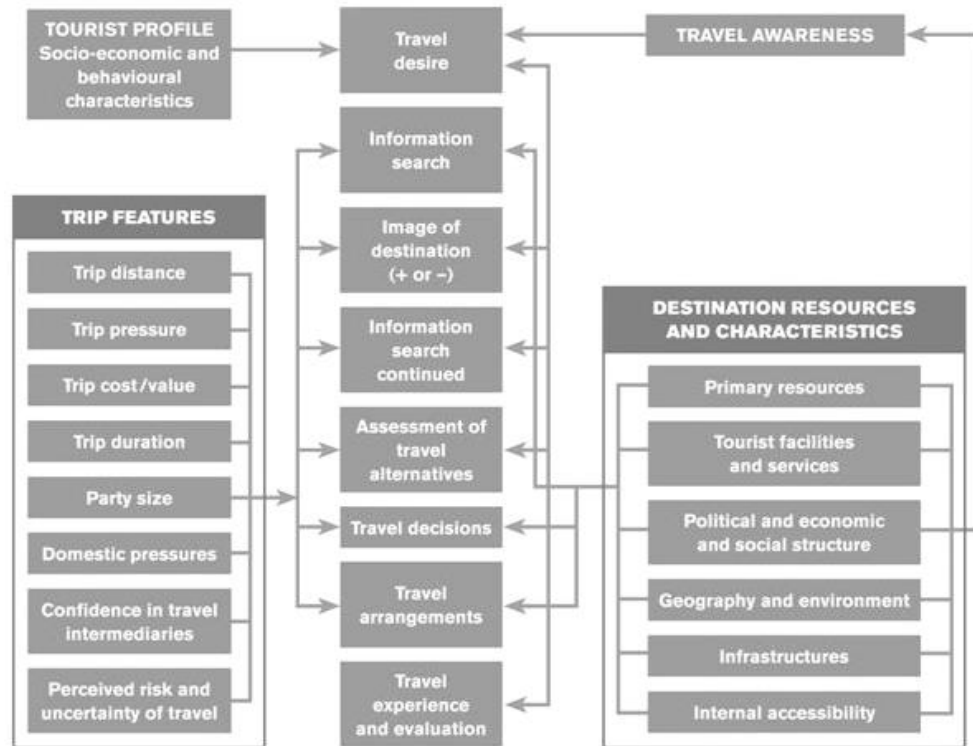 TOURIST PROFILE
Socio-economic and
behavioural
characteristics
Travel
desire
TRAVEL AWARENESS
Information
search
Image of
destination
(+ or –)
Information
search
continued
Assessment of
travel
alternatives
Travel decisions
Travel
arrangements
Travel
experience
and evaluation
TRIP FEATURES
Trip distance
Trip pressure
Trip cost/value
Trip duration
Party size
Domestic pressures
Confidence in travel
intermediaries
Perceived risk and
uncertainty of travel
DESTINATION RESOURCES
AND CHARACTERISTICS
Primary resources
Tourist facilities
and services
Political and economic
and social structure
Geography and environment
Infrastructures
Internal accessibility